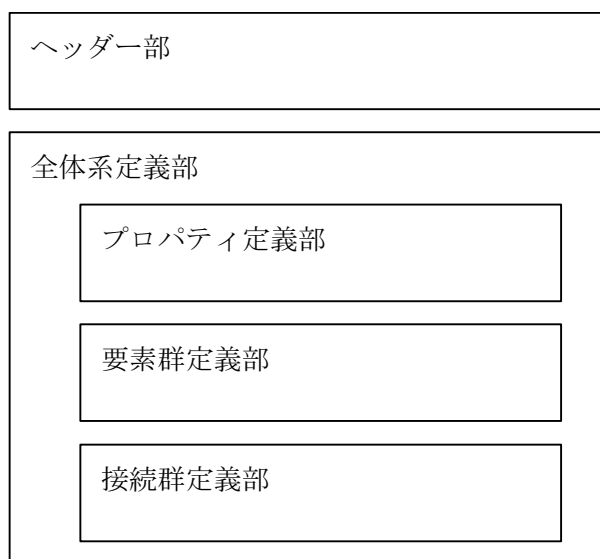 ヘッダー部
全体系定義部
プロパティ定義部
要素群定義部
接続群定義部